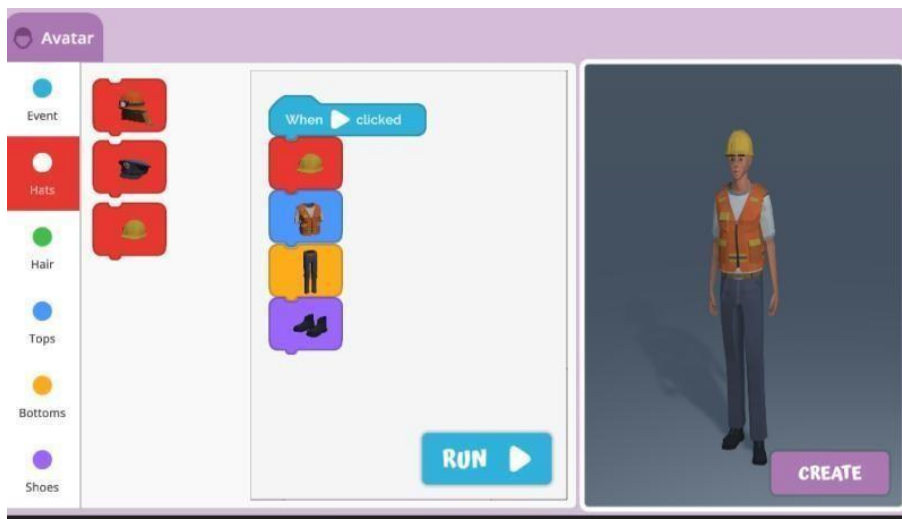 Avatar
Event
Hats
Hair
Tops
Bottoms
Shoes
When clicked
RUN
CREATE